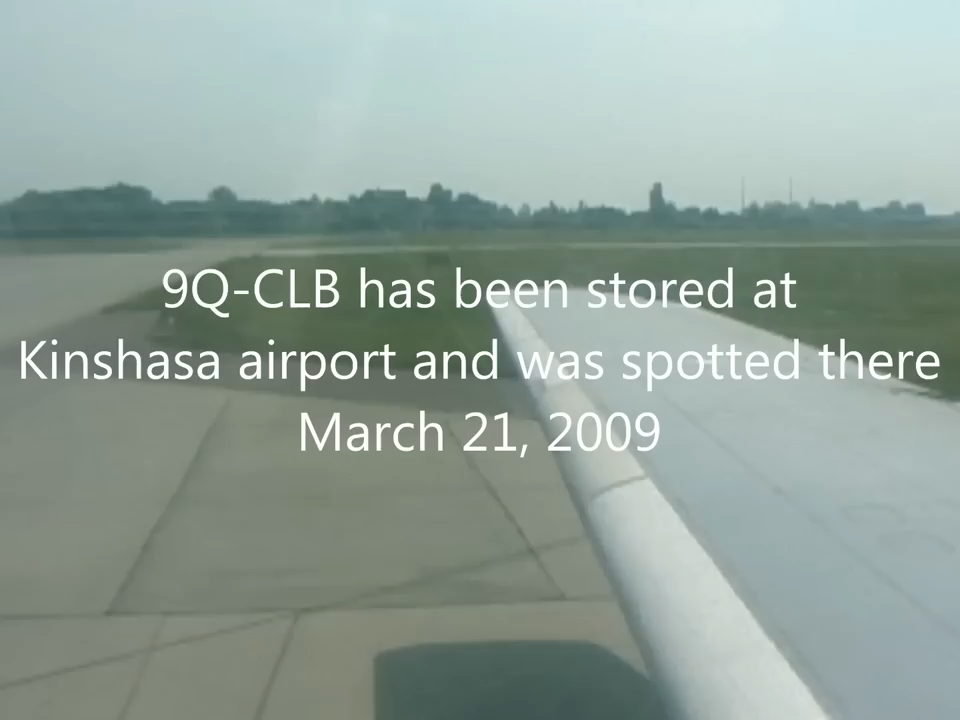 9Q-CLB has been stored at
Kinshasa airport and was spotted there
March 21, 2009